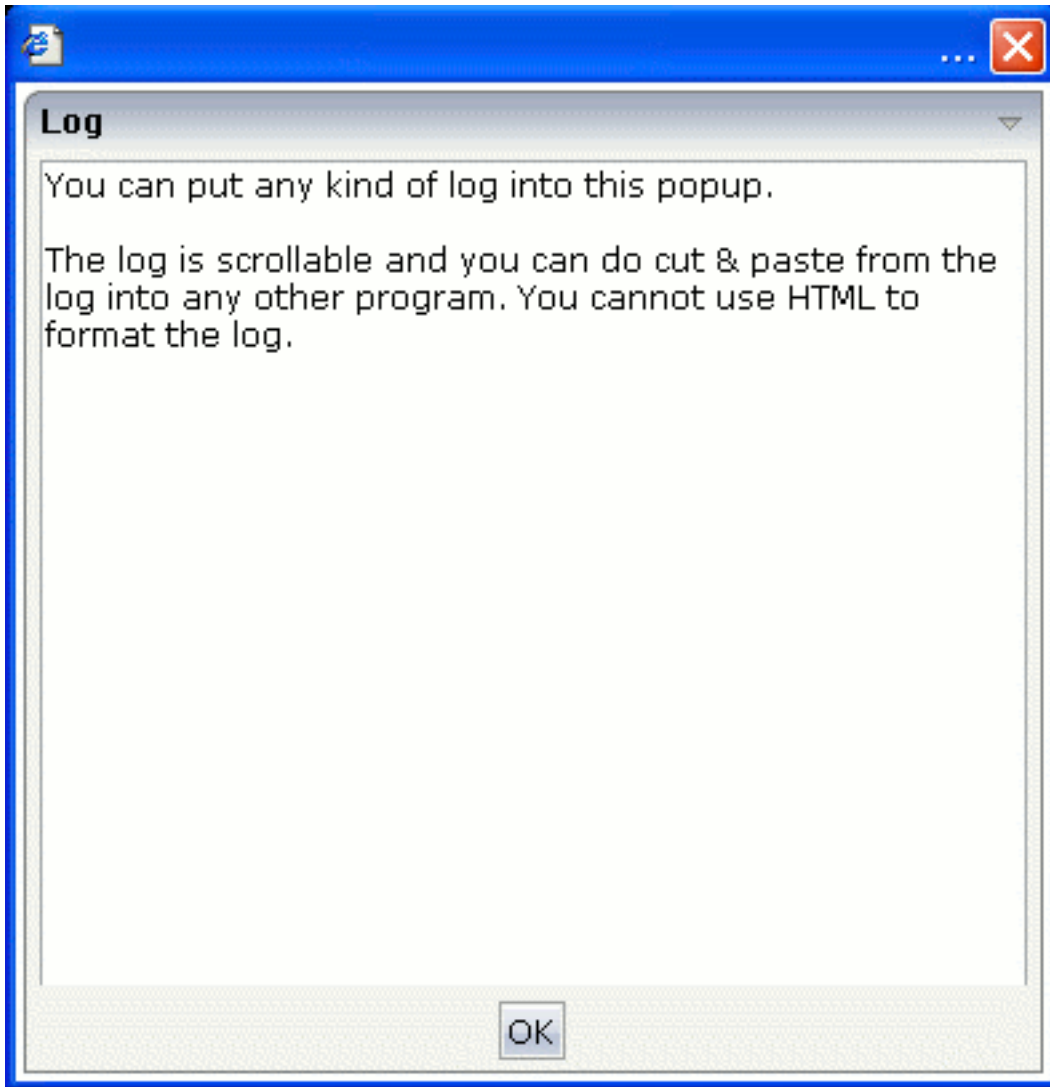 ...
Log
You can put any kind of log into this popup.
The log is scrollable and you can do cut & paste from the
log into any other program. You cannot use HTML to
format the log.
OK